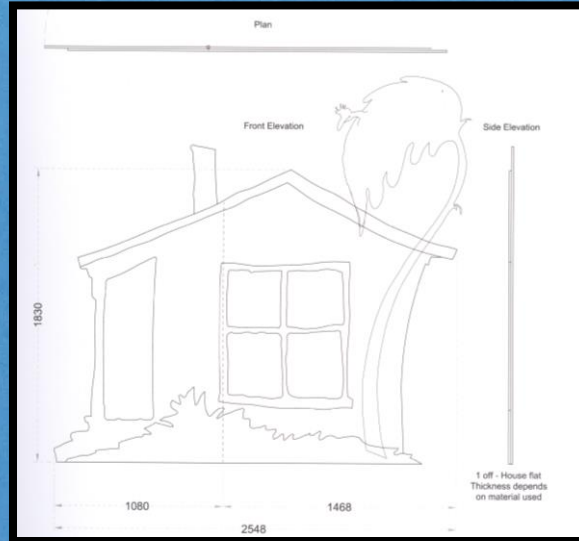 Plan
Front Elevation
Side Elevation
1830
1 off - House flat
Thickness depends
on material used
1080
1468
2548